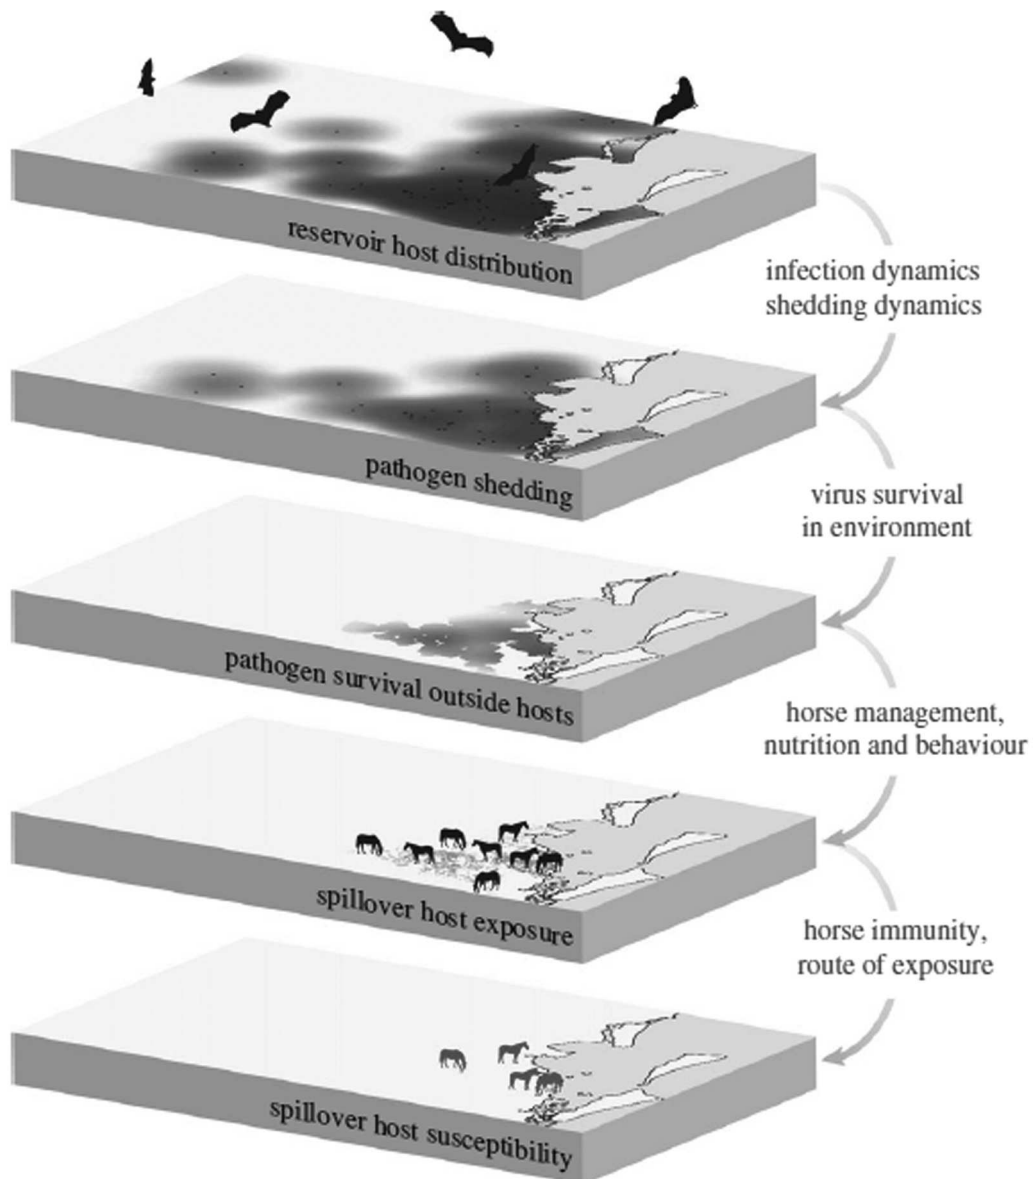 reservoir host distribution
infection dynamics
shedding dynamics
pathogen shedding
virus survival
in environment
pathogen survival outside hosts
horse management,
nutrition and behaviour
spillover host exposure
horse immunity,
route of exposure
spillover host susceptibility